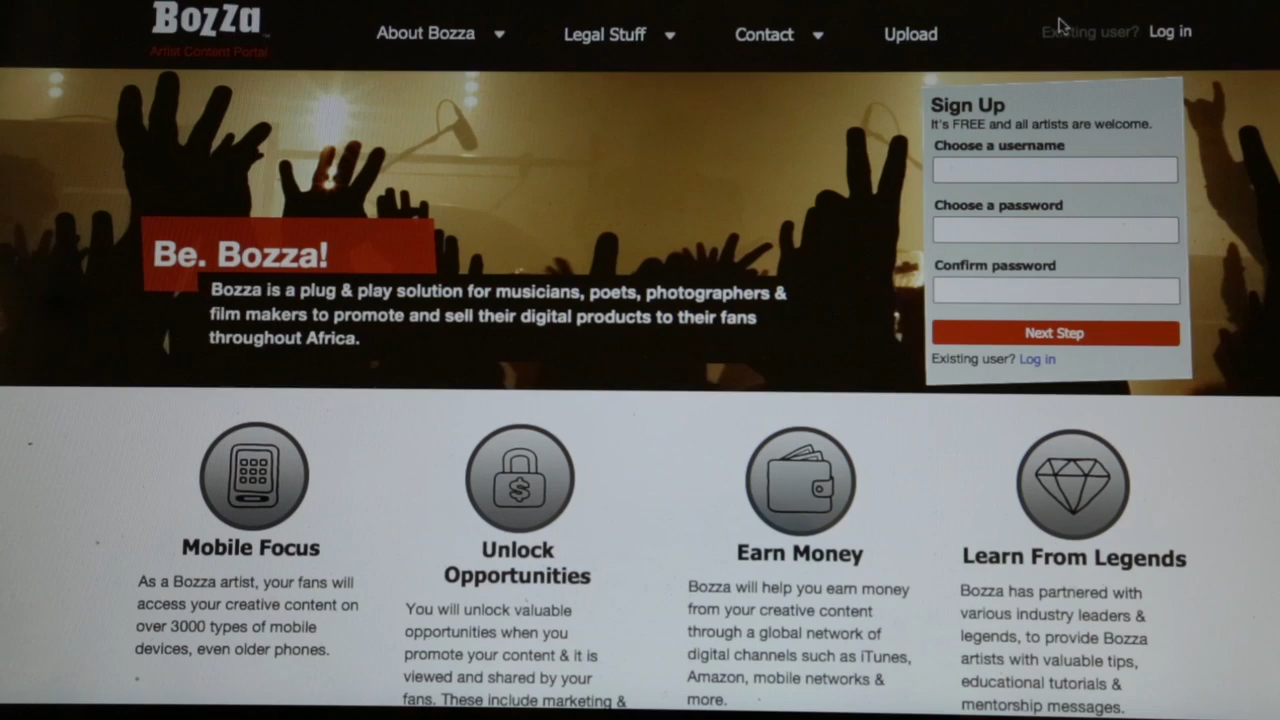 BOZZA
Artist Content Portal
About Bozza
Legal Stuff
Contact
Upload
Existing user? Log in
Sign Up
It's FREE and all artists are welcome.
Choose a username
Choose a password
Confirm password
Next Step
Existing user? Log in
Be. Bozza!
Bozza is a plug & play solution for musicians, poets, photographers &
film makers to promote and sell their digital products to their fans
throughout Africa.
Mobile Focus
As a Bozza artist, your fans will
access your creative content on
over 3000 types of mobile
devices, even older phones.
Unlock
Opportunities
You will unlock valuable
opportunities when you
promote your content & it is
viewed and shared by your
fans. These include marketing &
Earn Money
Bozza will help you earn money
from your creative content
through a global network of
digital channels such as iTunes,
Amazon, mobile networks &
more.
Learn From Legends
Bozza has partnered with
various industry leaders &
legends, to provide Bozza
artists with valuable tips,
educational tutorials &
mentorship messages.